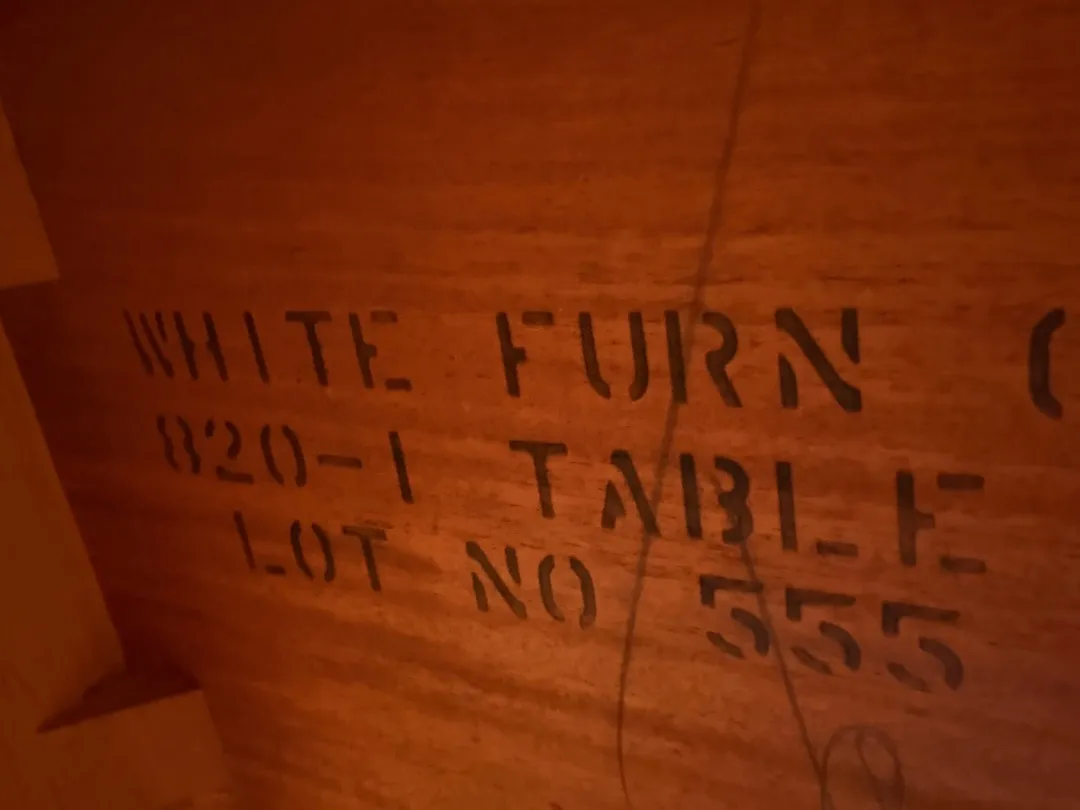 WHITE FURN C
820-1 TABLE
LOT NO 555